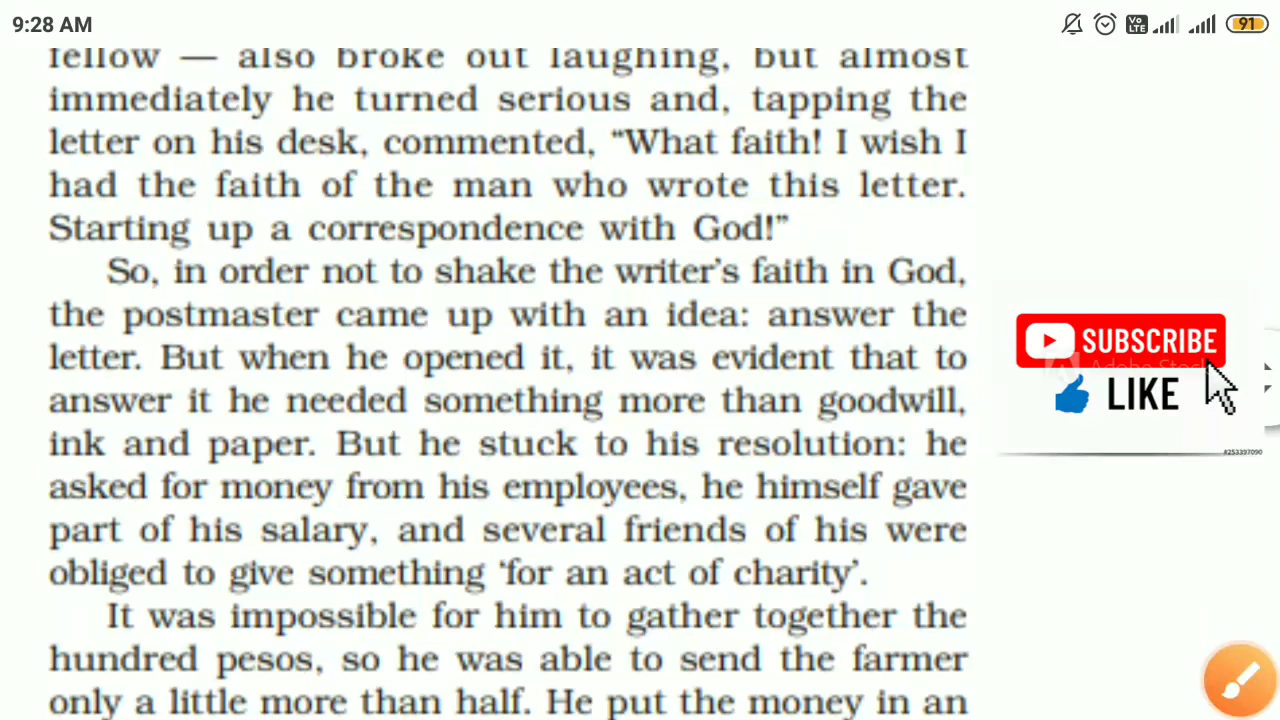 9:28 AM
Vo LTE
91
fellow — also broke out laughing, but almost
immediately he turned serious and, tapping the
letter on his desk, commented, “What faith! I wish I
had the faith of the man who wrote this letter.
Starting up a correspondence with God!”
So, in order not to shake the writer’s faith in God,
the postmaster came up with an idea: answer the
letter. But when he opened it, it was evident that to
answer it he needed something more than goodwill,
ink and paper. But he stuck to his resolution: he
asked for money from his employees, he himself gave
part of his salary, and several friends of his were
obliged to give something ‘for an act of charity’.
It was impossible for him to gather together the
hundred pesos, so he was able to send the farmer
only a little more than half. He put the money in an
SUBSCRIBE
Adobe Stock
LIKE
#253397090